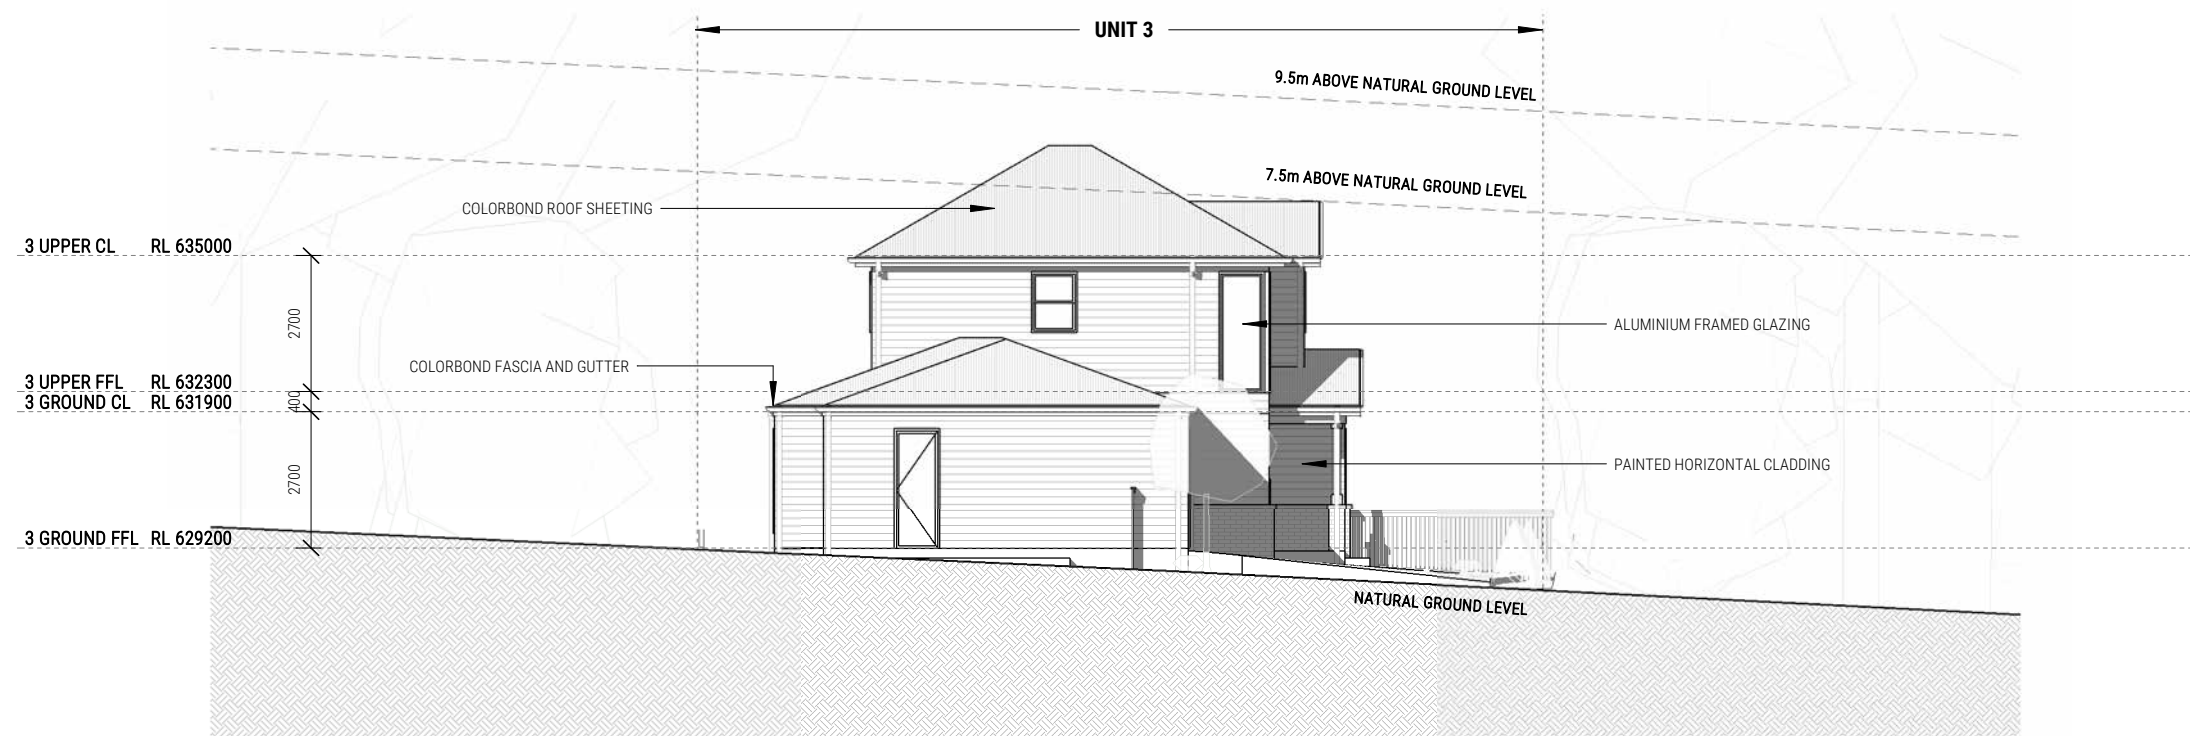 UNIT 3
9.5m ABOVE NATURAL GROUND LEVEL
7.5m ABOVE NATURAL GROUND LEVEL
COLORBOND ROOF SHEETING
3 UPPER CL RL 635000
2700
ALUMINIUM FRAMED GLAZING
COLORBOND FASCIA AND GUTTER
3 UPPER FFL RL 632300
400
3 GROUND CL RL 631900
PAINTED HORIZONTAL CLADDING
2700
3 GROUND FFL RL 629200
NATURAL GROUND LEVEL